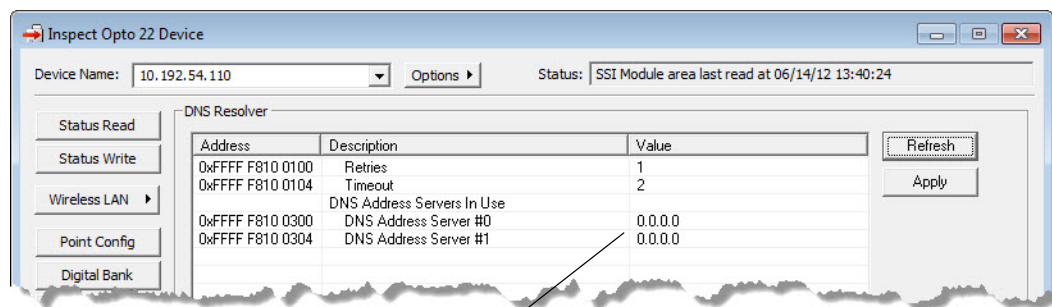 Inspect Opto 22 Device
Device Name: 10.192.54.110 Options Status: SSI Module area last read at 06/14/12 13:40:24
Status Read
Status Write
Wireless LAN
Point Config
Digital Bank
DNS Resolver
Address Description Value
0xFFFF F810 0100 Retries 1
0xFFFF F810 0104 Timeout 2
DNS Address Servers In Use
0xFFFF F810 0300 DNS Address Server #0 0.0.0.0
0xFFFF F810 0304 DNS Address Server #1 0.0.0.0
Refresh
Apply